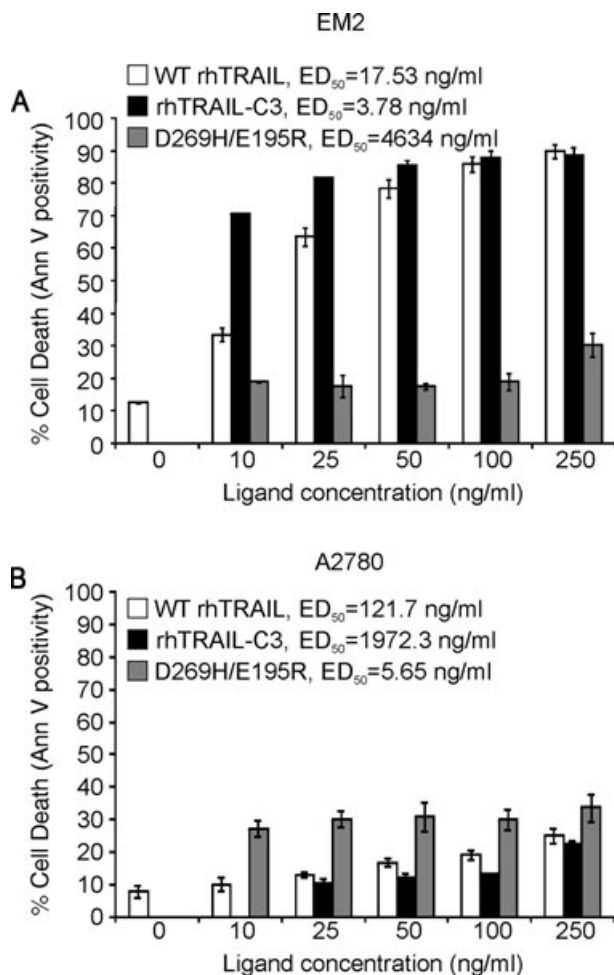 EM2
A
WT rhTRAIL, ED50=17.53 ng/ml
rhTRAIL-C3, ED50=3.78 ng/ml
D269H/E195R, ED50=4634 ng/ml
% Cell Death (Ann V positivity)
100
90
80
70
60
50
40
30
20
10
0
0 10 25 50 100 250
Ligand concentration (ng/ml)
A2780
B
WT rhTRAIL, ED50=121.7 ng/ml
rhTRAIL-C3, ED50=1972.3 ng/ml
D269H/E195R, ED50=5.65 ng/ml
% Cell Death (Ann V positivity)
100
90
80
70
60
50
40
30
20
10
0
0 10 25 50 100 250
Ligand concentration (ng/ml)